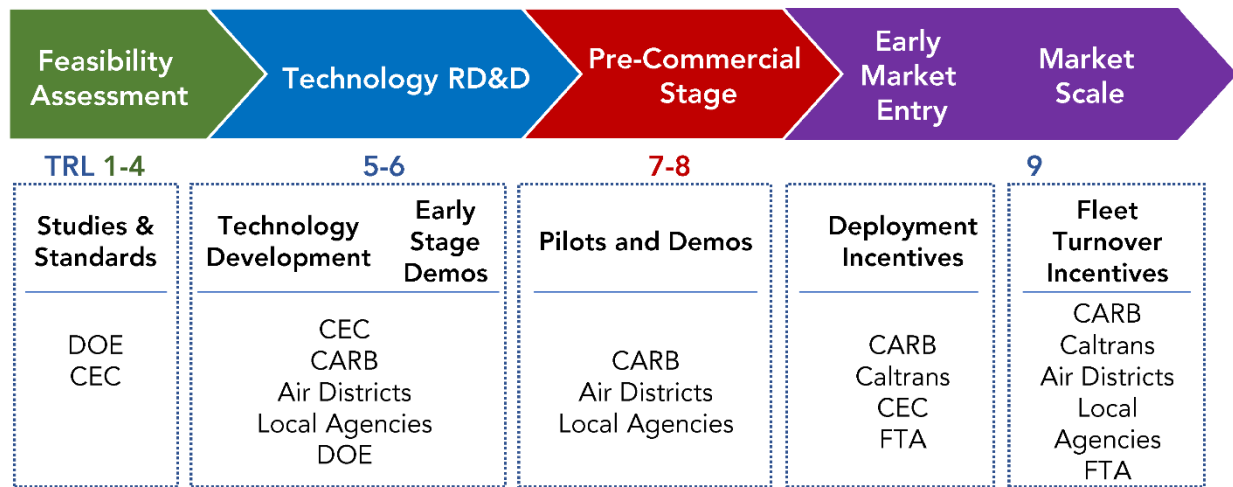 Feasibility
Assessment
Technology RD&D
Pre-Commercial
Stage
Early
Market
Entry
Market
Scale
TRL 1-4
5-6
7-8
9
Studies &
Standards
DOE
CEC
Technology
Development
Early
Stage
Demos
CEC
CARB
Air Districts
Local Agencies
DOE
Pilots and Demos
CARB
Air Districts
Local Agencies
Deployment
Incentives
CARB
Caltrans
CEC
FTA
Fleet
Turnover
Incentives
CARB
Caltrans
Air Districts
Local
Agencies
FTA